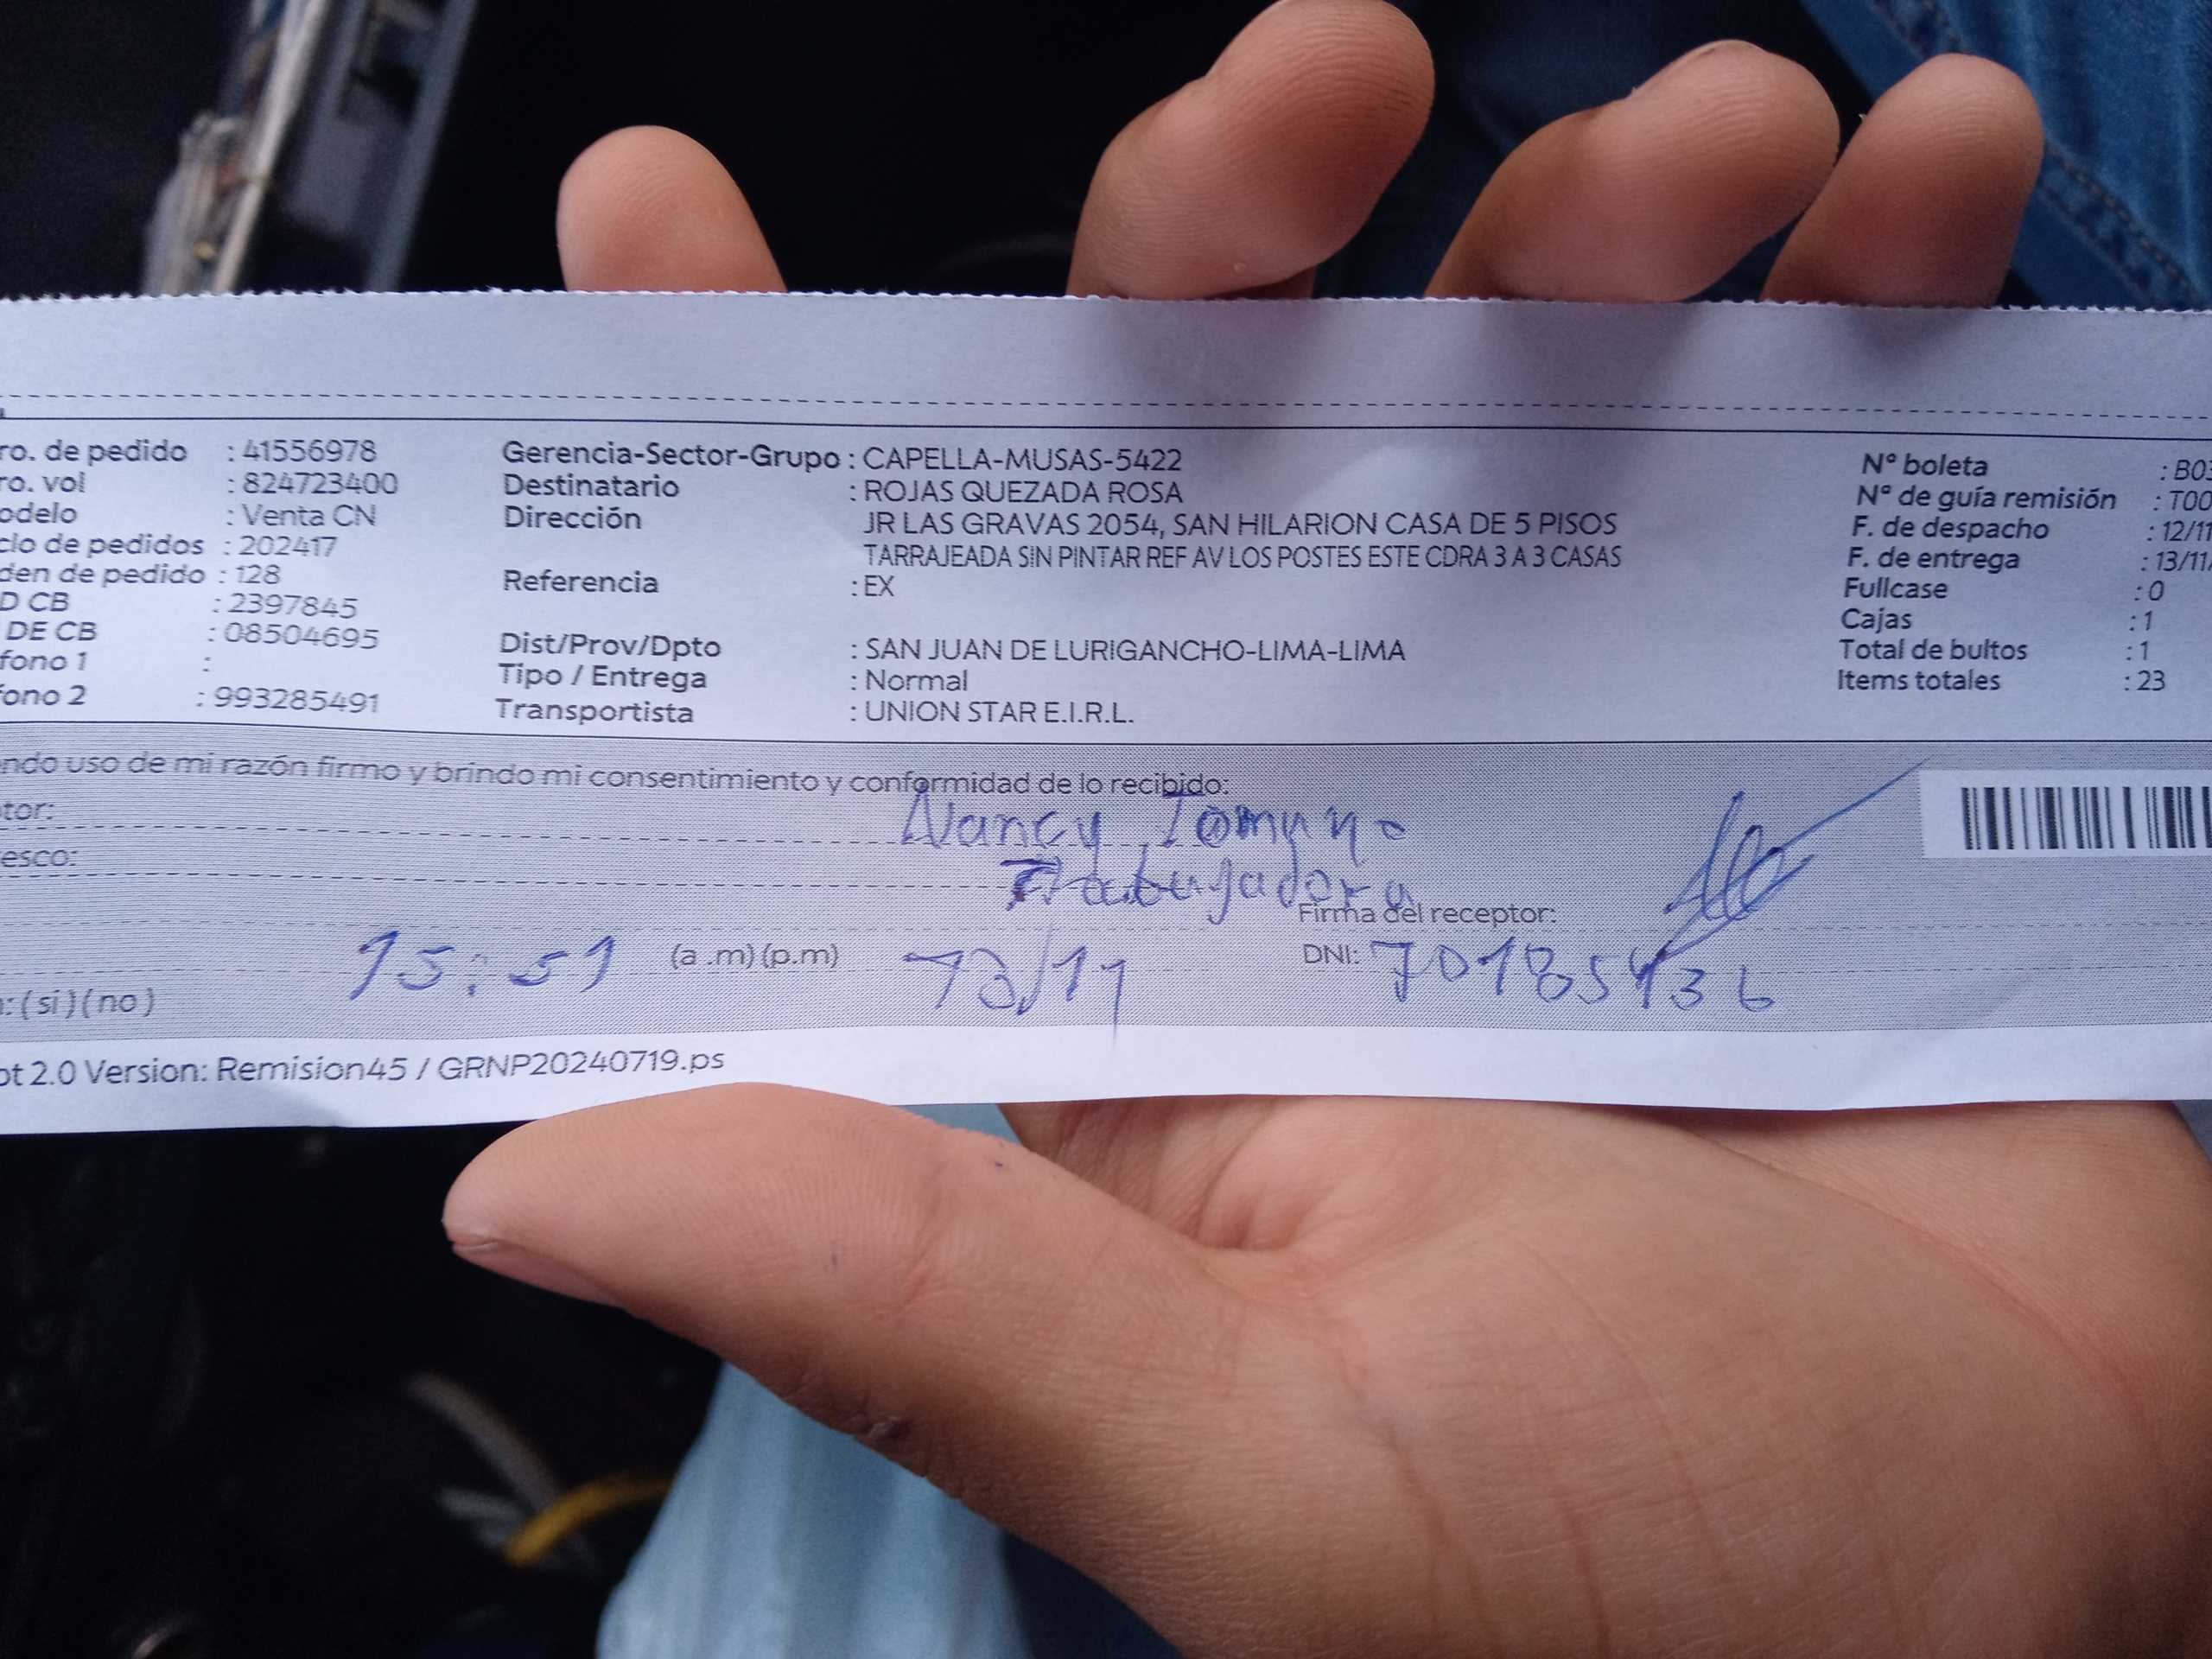 ro. de pedido : 41556978
ro. vol : 824723400
odelo : Venta CN
clo de pedidos : 202417
den de pedido : 128
D CB : 2397845
DE CB : 08504695
fono 1 :
fono 2 : 993285491
Gerencia-Sector-Grupo : CAPELLA-MUSAS-5422
Destinatario : ROJAS QUEZADA ROSA
Dirección JR LAS GRAVAS 2054, SAN HILARION CASA DE 5 PISOS
TARRAJEADA SIN PINTAR REF AV LOS POSTES ESTE CDRA 3 A 3 CASAS
Referencia : EX
Dist/Prov/Dpto : SAN JUAN DE LURIGANCHO-LIMA-LIMA
Tipo / Entrega : Normal
Transportista : UNION STAR E.I.R.L.
N° boleta : B03
N° de guía remisión : T00
F. de despacho : 12/11
F. de entrega : 13/11/
Fullcase : 0
Cajas : 1
Total de bultos : 1
Items totales : 23
ndo uso de mi razón firmo y brindo mi consentimiento y conformidad de lo recibido:
tor: Nancy
esco: Trabajadora
Firma del receptor:
15:51 (a .m) (p.m) 13/11 DNI:
: ( si ) ( no )
ot 2.0 Version: Remision45 / GRNP20240719.ps